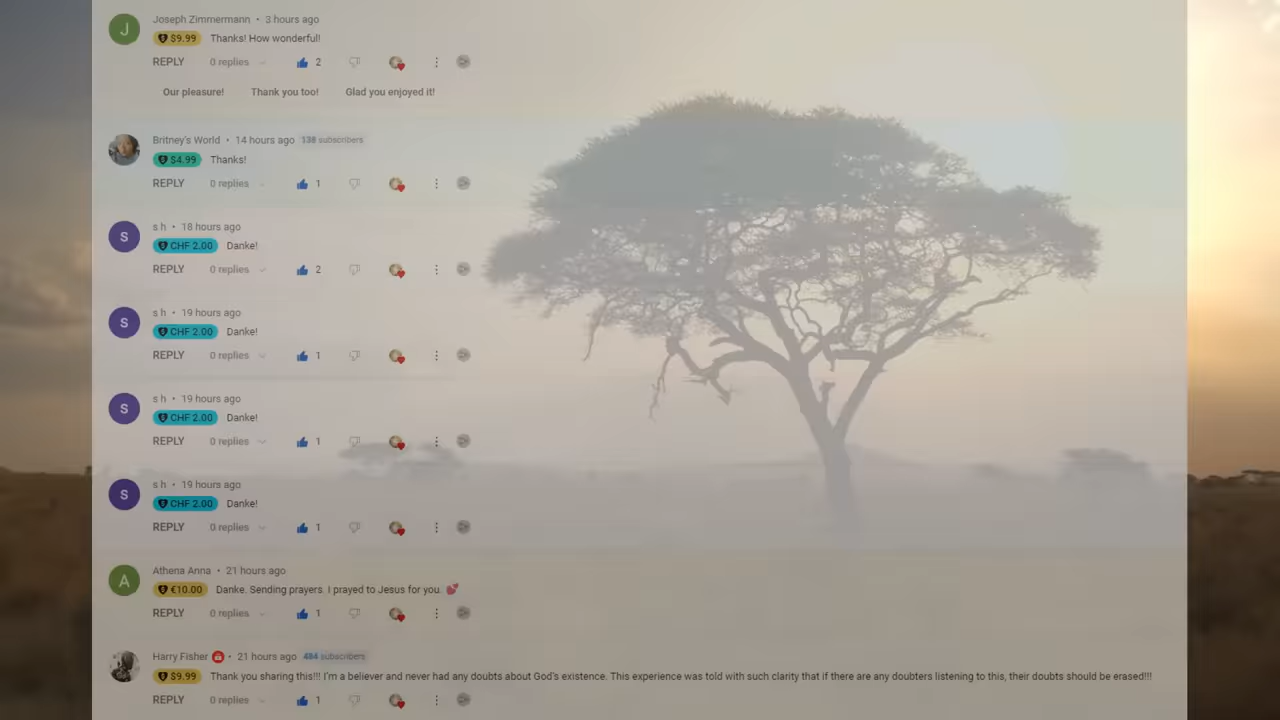 J Joseph Zimmermann • 3 hours ago
$9.99 Thanks! How wonderful!
REPLY 0 replies 2
Our pleasure! Thank you too! Glad you enjoyed it!
Britney's World • 14 hours ago 138 subscribers
$4.99 Thanks!
REPLY 0 replies 1
S s h • 18 hours ago
CHF 2.00 Danke!
REPLY 0 replies 2
S s h • 19 hours ago
CHF 2.00 Danke!
REPLY 0 replies 1
S s h • 19 hours ago
CHF 2.00 Danke!
REPLY 0 replies 1
S s h • 19 hours ago
CHF 2.00 Danke!
REPLY 0 replies 1
A Athena Anna • 21 hours ago
€10.00 Danke. Sending prayers. I prayed to Jesus for you. 💕
REPLY 0 replies 1
Harry Fisher • 21 hours ago 484 subscribers
$9.99 Thank you sharing this!!! I'm a believer and never had any doubts about God's existence. This experience was told with such clarity that if there are any doubters listening to this, their doubts should be erased!!!
REPLY 0 replies 1